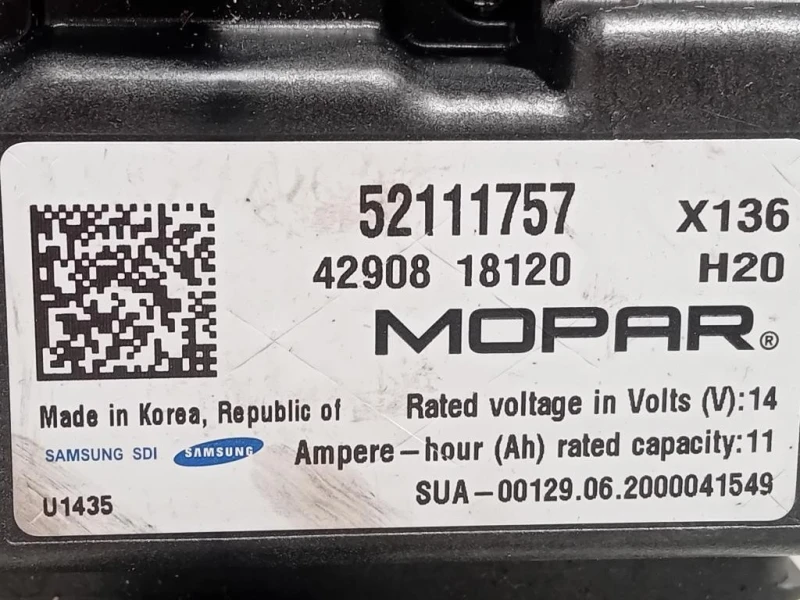 52111757 X136
42908 18120 H20
MOPAR®
Made in Korea, Republic of
Rated voltage in Volts (V):14
SAMSUNG SDI SAMSUNG
Ampere-hour (Ah) rated capacity:11
U1435
SUA-00129.06.2000041549